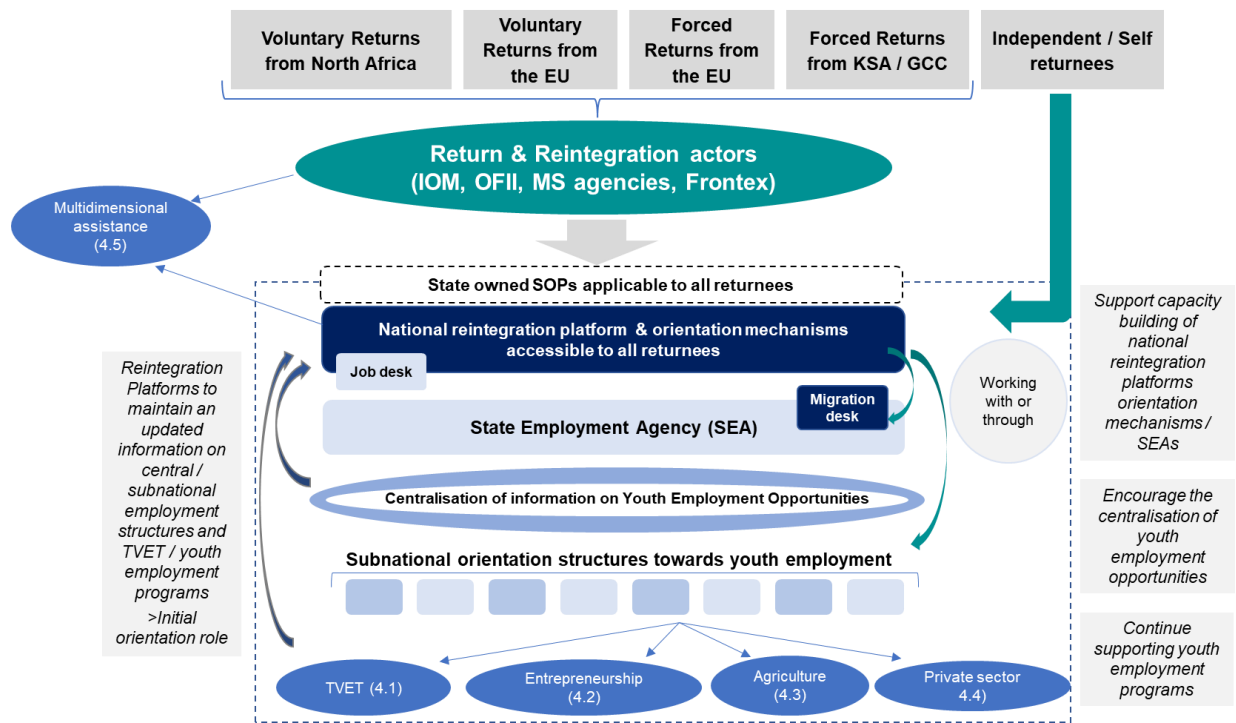 Voluntary Returns
from North Africa
Voluntary
Returns from
the EU
Forced
Returns from
the EU
Forced Returns
from KSA / GCC
Independent / Self
returnees
Return & Reintegration actors
(IOM, OFII, MS agencies, Frontex)
Multidimensional
assistance
(4.5)
State owned SOPs applicable to all returnees
National reintegration platform & orientation mechanisms
accessible to all returnees
Job desk
Migration
desk
State Employment Agency (SEA)
Working
with or
through
Centralisation of information on Youth Employment Opportunities
Subnational orientation structures towards youth employment
TVET (4.1)
Entrepreneurship
(4.2)
Agriculture
(4.3)
Private sector
4.4)
Reintegration
Platforms to
maintain an
updated
information on
central /
subnational
employment
structures and
TVET / youth
employment
programs
>Initial
orientation role
Support capacity
building of
national
reintegration
platforms
orientation
mechanisms /
SEAs
Encourage the
centralisation of
youth
employment
opportunities
Continue
supporting youth
employment
programs